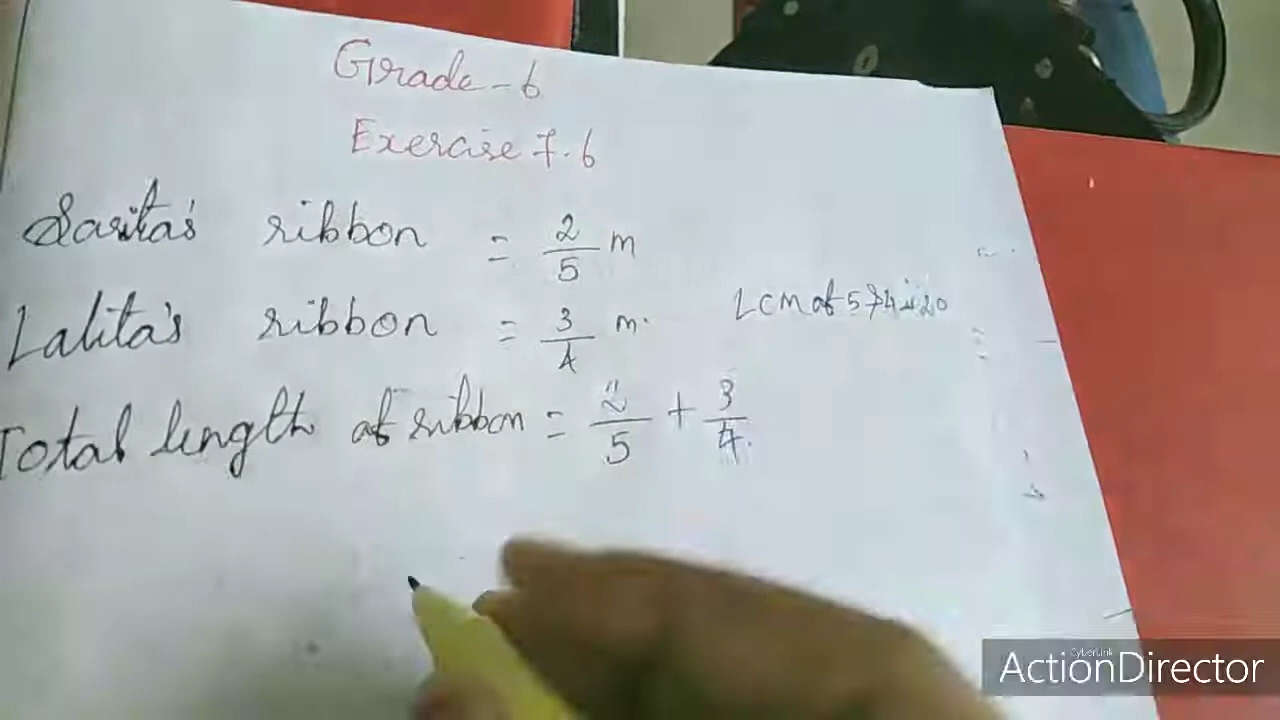 Grade - 6
Exercise 7.6
Sarita's ribbon = 2/5 m
Lalita's ribbon = 3/4 m.
LCM of 5 & 4 is 20
Total length of ribbon = 2/5 + 3/4
CyberLink
ActionDirector